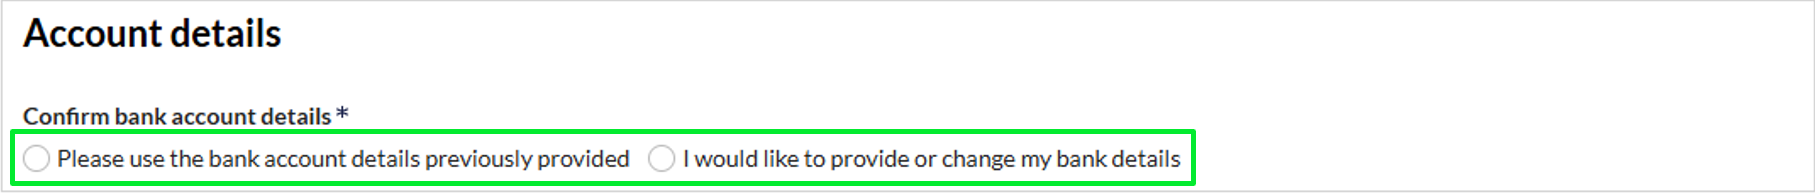 Account details
Confirm bank account details *
Please use the bank account details previously provided I would like to provide or change my bank details